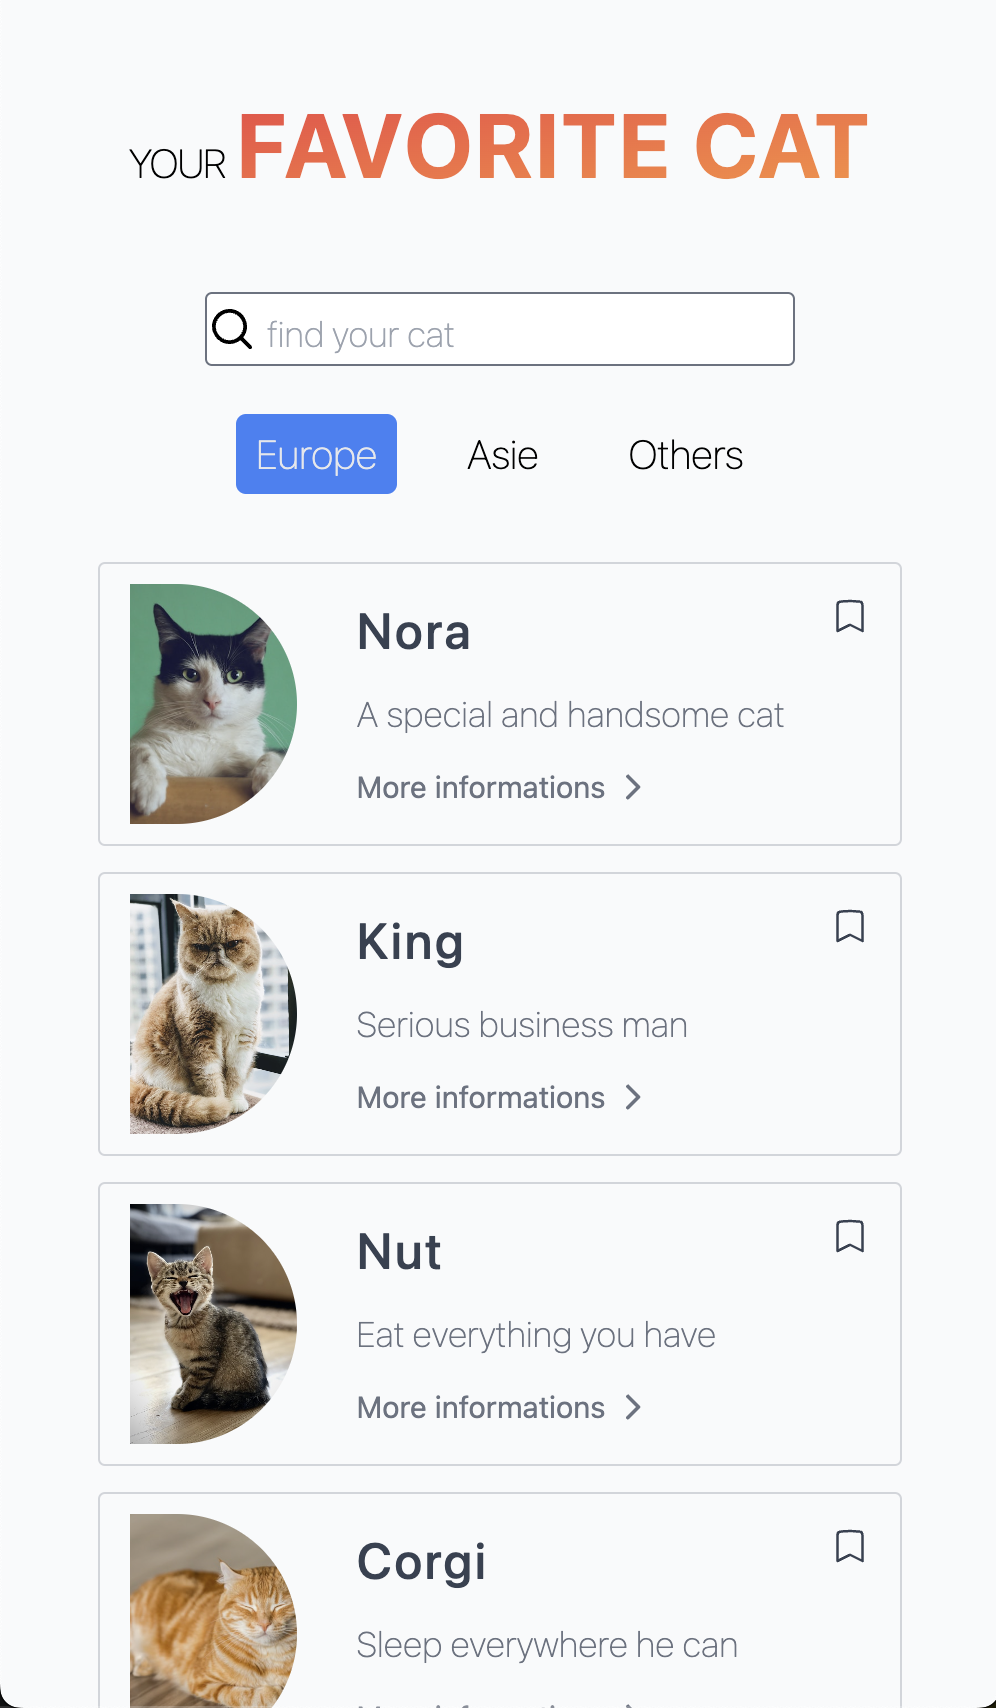 YOUR FAVORITE CAT
find your cat
Europe Asie Others
Nora
A special and handsome cat
More informations
King
Serious business man
More informations
Nut
Eat everything you have
More informations
Corgi
Sleep everywhere he can